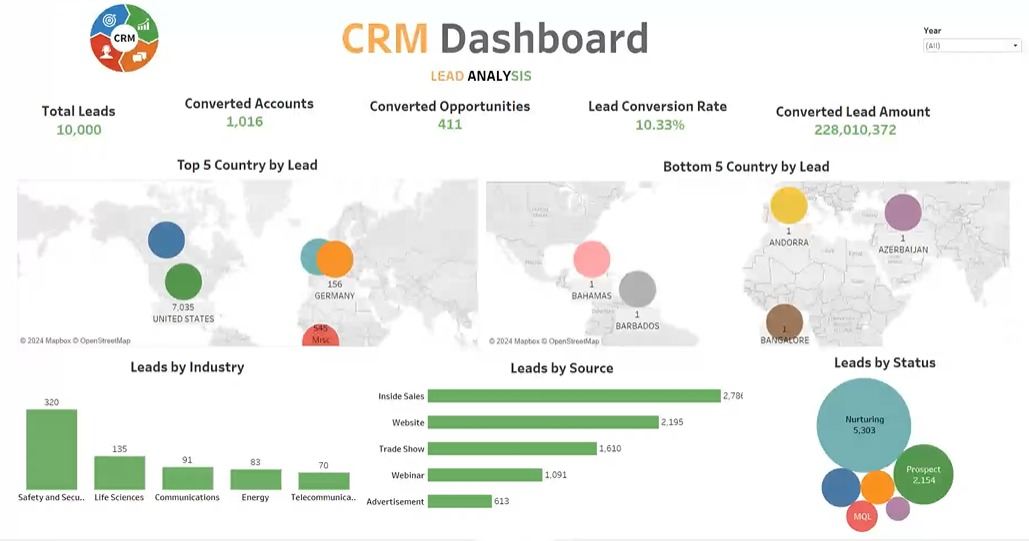 CRM
CRM Dashboard
LEAD ANALYSIS
Year
(All)
Total Leads
10,000
Converted Accounts
1,016
Converted Opportunities
411
Lead Conversion Rate
10.33%
Converted Lead Amount
228,010,372
Top 5 Country by Lead
7,035
UNITED STATES
156
GERMANY
545
Misc
© 2024 Mapbox © OpenStreetMap
Bottom 5 Country by Lead
1
BAHAMAS
1
BARBADOS
1
ANDORRA
1
AZERBAIJAN
1
BANGALORE
© 2024 Mapbox © OpenStreetMap
Leads by Industry
320
135
91
83
70
Safety and Secu..
Life Sciences
Communications
Energy
Telecommunica..
Leads by Source
Inside Sales
Website 2,195
Trade Show 1,610
Webinar 1,091
Advertisement 613
Leads by Status
Nurturing
5,303
Prospect
2,154
MQL